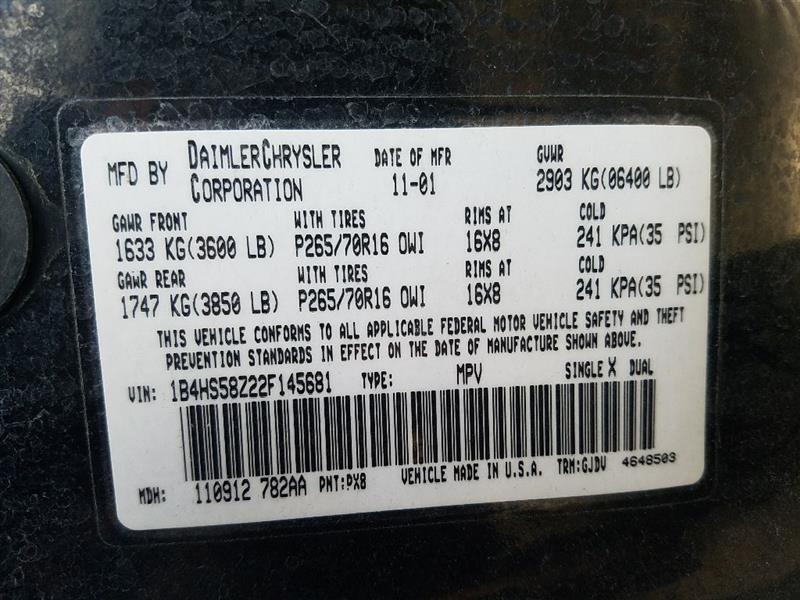 MFD BY DAIMLERCHRYSLER CORPORATION DATE OF MFR 11-01 GVWR 2903 KG(06400 LB)
GAWR FRONT WITH TIRES RIMS AT COLD
1633 KG(3600 LB) P265/70R16 OWI 16X8 241 KPA(35 PSI)
GAWR REAR WITH TIRES RIMS AT COLD
1747 KG(3850 LB) P265/70R16 OWI 16X8 241 KPA(35 PSI)
THIS VEHICLE CONFORMS TO ALL APPLICABLE FEDERAL MOTOR VEHICLE SAFETY AND THEFT
PREVENTION STANDARDS IN EFFECT ON THE DATE OF MANUFACTURE SHOWN ABOVE.
VIN: 1B4HS58Z22F145681 TYPE: MPV SINGLE X DUAL
MDH: 110912 782AA PNT:PX8 VEHICLE MADE IN U.S.A. TRM:GJDV 4648503